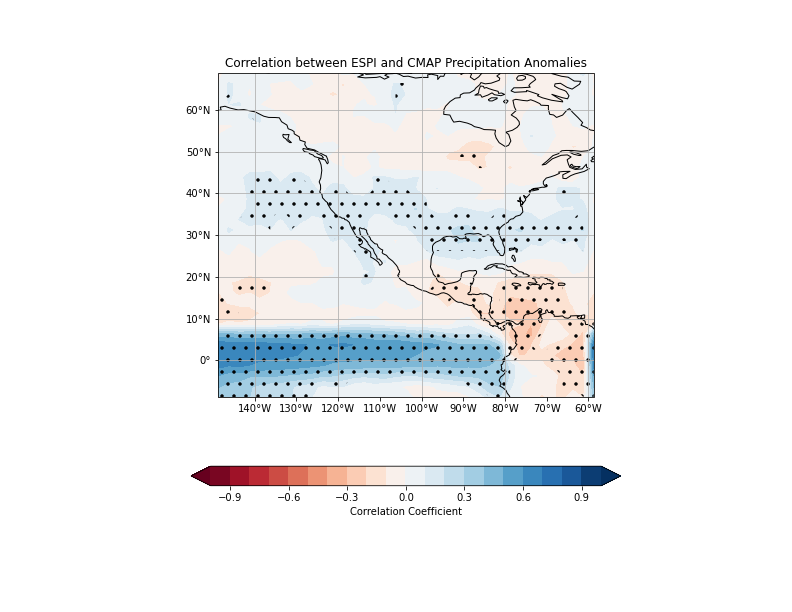 Correlation between ESPI and CMAP Precipitation Anomalies
60°N
50°N
40°N
30°N
20°N
10°N
0°
140°W 130°W 120°W 110°W 100°W 90°W 80°W 70°W 60°W
−0.9 −0.6 −0.3 0.0 0.3 0.6 0.9
Correlation Coefficient